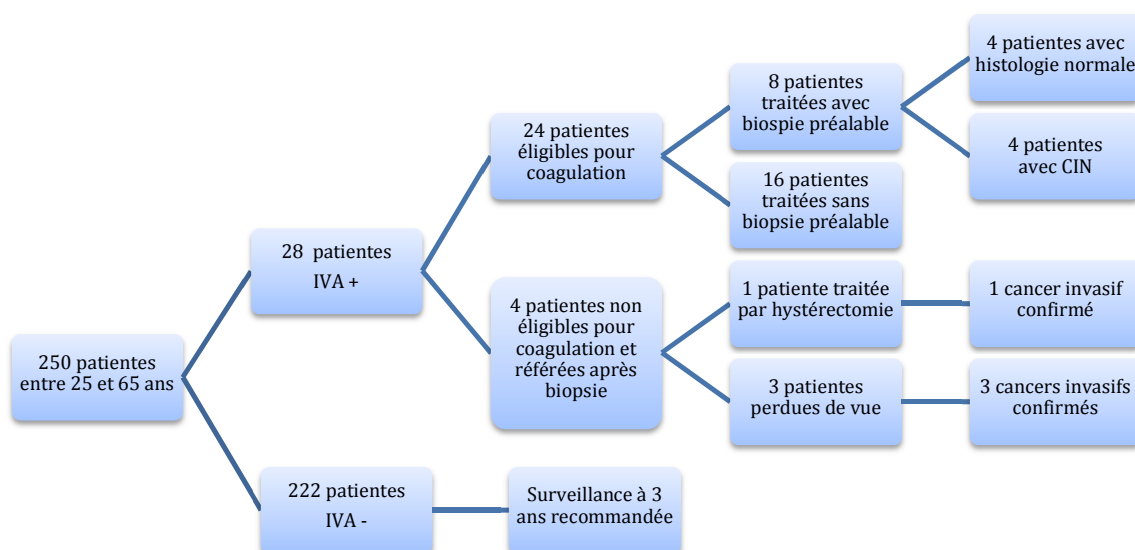 250 patientes
entre 25 et 65 ans
28 patientes
IVA +
222 patientes
IVA -
24 patientes
éligibles pour
coagulation
4 patientes non
éligibles pour
coagulation et
référées après
biopsie
Surveillance à 3
ans recommandée
8 patientes
traitées avec
biospie préalable
16 patientes
traitées sans
biopsie préalable
1 patiente traitée
par hystérectomie
3 patientes
perdues de vue
4 patientes avec
histologie normale
4 patientes
avec CIN
1 cancer invasif
confirmé
3 cancers invasifs
confirmés